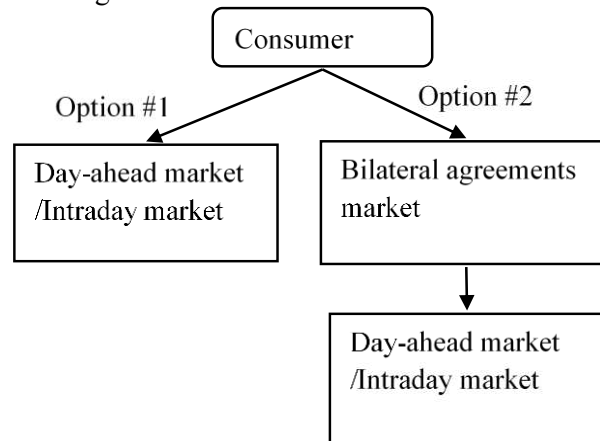 Consumer
Option #1
Option #2
Day-ahead market
/Intraday market
Bilateral agreements
market
Day-ahead market
/Intraday market